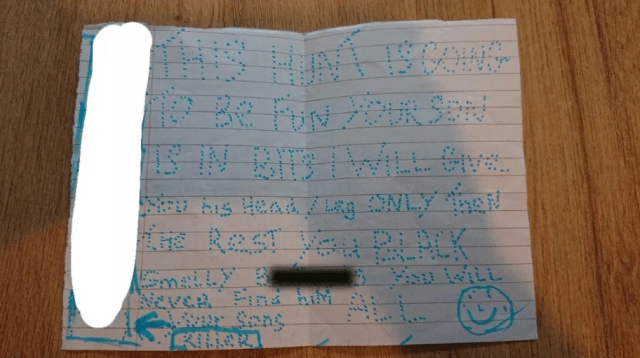 THIS HUNT IS GOING
TO BE FUN YOUR SON
IS IN BITS I WILL Give
You his Head/Leg ONLY then
the REST you BLACK
Smelly You WILL
Never Find HIM ALL
Your Song
KILLER